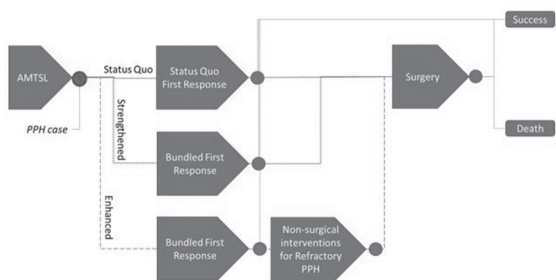 Success
AMTSL
Status Quo
Status Quo
First Response
Surgery
PPH case
Strengthened
Death
Bundled First
Response
Enhanced
Bundled First
Response
Non-surgical
interventions
for Refractory
PPH